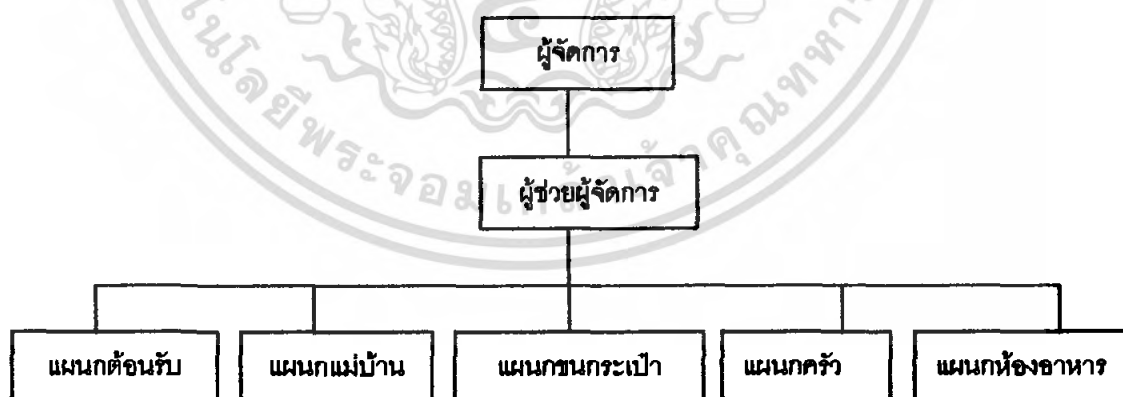 ผู้จัดการ
ผู้ช่วยผู้จัดการ
แผนกต้อนรับ แผนกแม่บ้าน แผนกขนกระเป๋า แผนกครัว แผนกห้องอาหาร